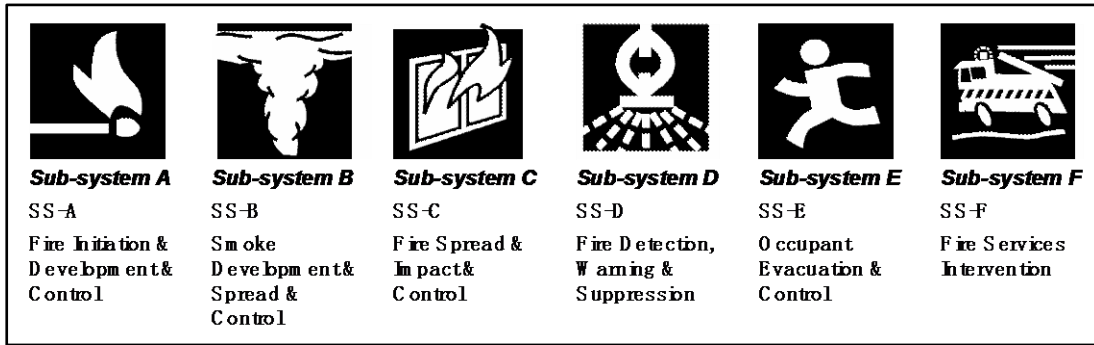 Sub-system A
SS-A
Fire Initiation &
Development &
Control
Sub-system B
SS-B
Smoke
Development &
Spread &
Control
Sub-system C
SS-C
Fire Spread &
Impact &
Control
Sub-system D
SS-D
Fire Detection,
Warning &
Suppression
Sub-system E
SS-E
Occupant
Evacuation &
Control
Sub-system F
SS-F
Fire Services
Intervention